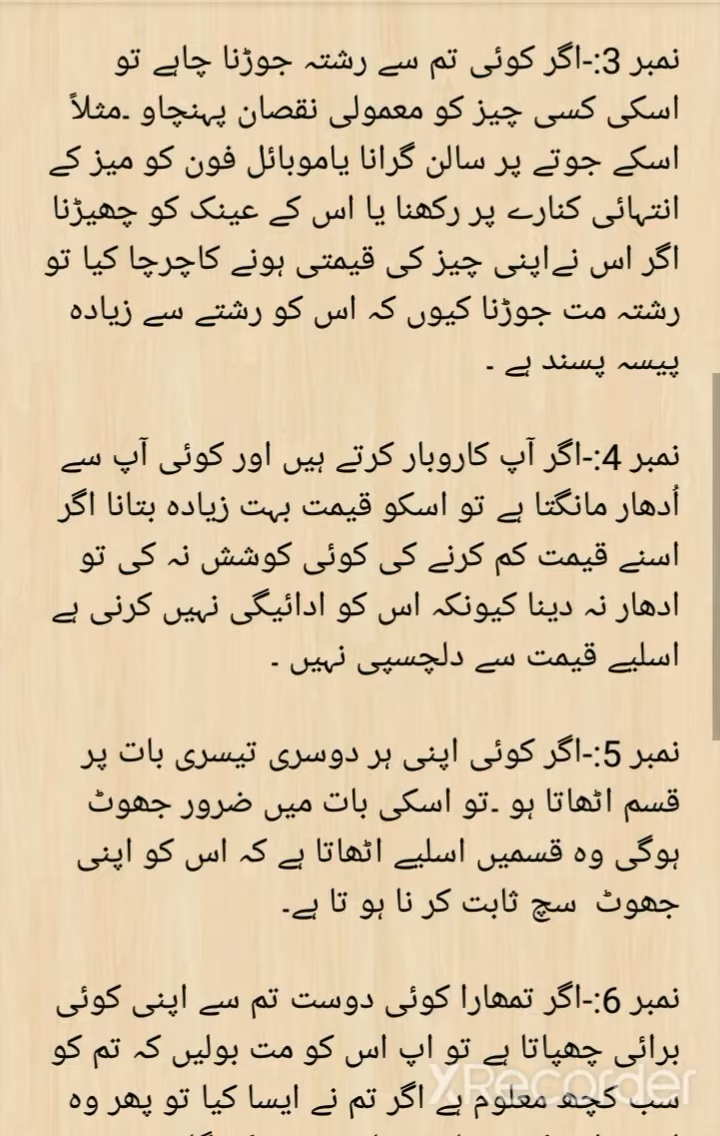 نمبر 3:-اگر کوئی تم سے رشتہ جوڑنا چاہے تو
اسکی کسی چیز کو معمولی نقصان پہنچاو ۔مثلاً
اسکے جوتے پر سالن گرانا یاموبائل فون کو میز کے
انتہائی کنارے پر رکھنا یا اس کے عینک کو چھیڑنا
اگر اس نےاپنی چیز کی قیمتی ہونے کاچرچا کیا تو
رشتہ مت جوڑنا کیوں کہ اس کو رشتے سے زیادہ
پیسہ پسند ہے ۔
نمبر 4:-اگر آپ کاروبار کرتے ہیں اور کوئی آپ سے
اُدھار مانگتا ہے تو اسکو قیمت بہت زیادہ بتانا اگر
اسنے قیمت کم کرنے کی کوئی کوشش نہ کی تو
ادھار نہ دینا کیونکہ اس کو ادائیگی نہیں کرنی ہے
اسلیے قیمت سے دلچسپی نہیں ۔
نمبر 5:-اگر کوئی اپنی ہر دوسری تیسری بات پر
قسم اٹھاتا ہو ۔تو اسکی بات میں ضرور جھوٹ
ہوگی وہ قسمیں اسلیے اٹھاتا ہے کہ اس کو اپنی
جھوٹ سچ ثابت کر نا ہو تا ہے۔
نمبر 6:-اگر تمھارا کوئی دوست تم سے اپنی کوئی
برائی چھپاتا ہے تو اپ اس کو مت بولیں کہ تم کو
سب کچھ معلوم ہے اگر تم نے ایسا کیا تو پھر وہ
XRecorder